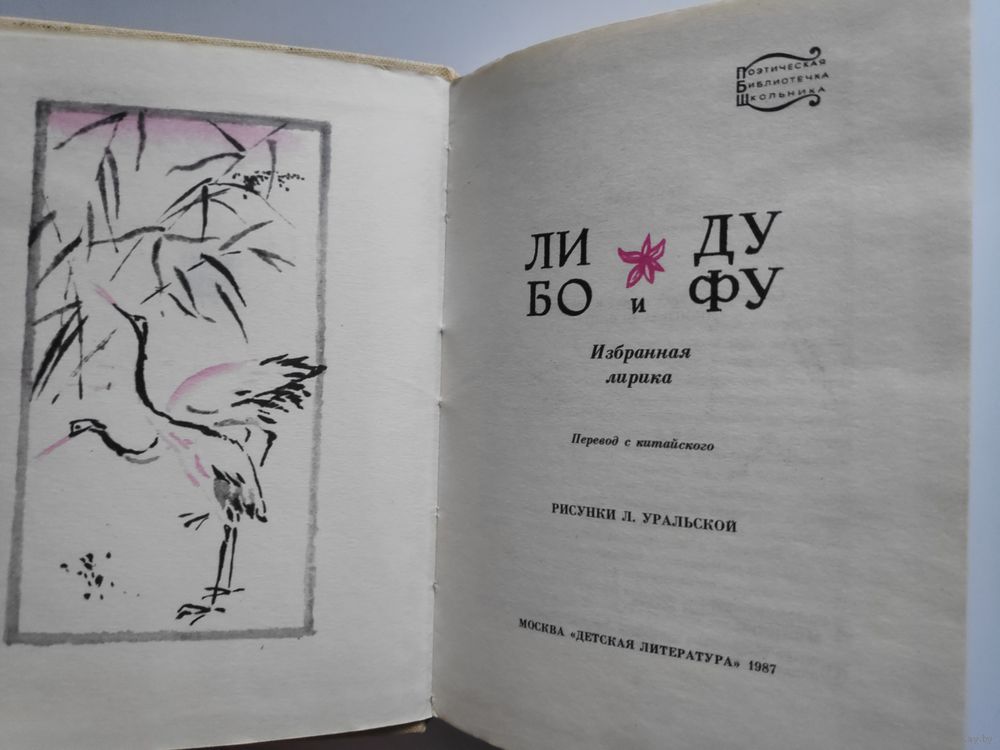 Поэтическая
Библиотечка
Школьника
ЛИ ДУ
БО и ФУ
Избранная
лирика
Перевод с китайского
РИСУНКИ Л. УРАЛЬСКОЙ
МОСКВА «ДЕТСКАЯ ЛИТЕРАТУРА» 1987